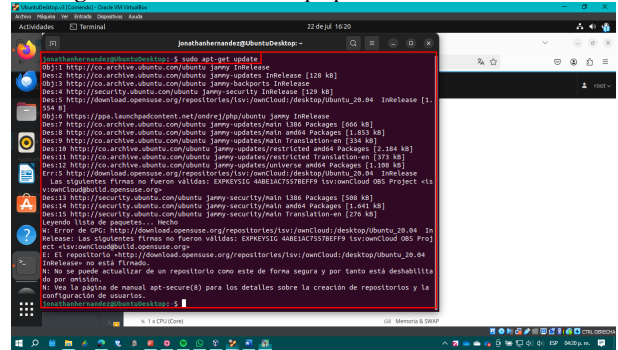 UbuntuDesktop.v3 [Corriendo] - Oracle VM VirtualBox
Archivo Máquina Ver Entrada Dispositivos Ayuda
Actividades Terminal 22 de jul 16:20
jonathanhernandez@UbuntuDesktop: ~
jonathanhernandez@UbuntuDesktop:~$ sudo apt-get update
Obj:1 http://co.archive.ubuntu.com/ubuntu jammy InRelease
Des:2 http://co.archive.ubuntu.com/ubuntu jammy-updates InRelease [128 kB]
Obj:3 http://co.archive.ubuntu.com/ubuntu jammy-backports InRelease
Des:4 http://security.ubuntu.com/ubuntu jammy-security InRelease [129 kB]
Des:5 http://download.opensuse.org/repositories/isv:/ownCloud:/desktop/Ubuntu_20.04 InRelease [1.
554 B]
Obj:6 https://ppa.launchpadcontent.net/ondrej/php/ubuntu jammy InRelease
Des:7 http://co.archive.ubuntu.com/ubuntu jammy-updates/main i386 Packages [666 kB]
Des:8 http://co.archive.ubuntu.com/ubuntu jammy-updates/main amd64 Packages [1.853 kB]
Des:9 http://co.archive.ubuntu.com/ubuntu jammy-updates/main Translation-en [334 kB]
Des:10 http://co.archive.ubuntu.com/ubuntu jammy-updates/restricted amd64 Packages [2.184 kB]
Des:11 http://co.archive.ubuntu.com/ubuntu jammy-updates/restricted Translation-en [373 kB]
Des:12 http://co.archive.ubuntu.com/ubuntu jammy-updates/universe amd64 Packages [1.108 kB]
Err:5 http://download.opensuse.org/repositories/isv:/ownCloud:/desktop/Ubuntu_20.04 InRelease
Las siguientes firmas no fueron válidas: EXPKEYSIG 4ABE1AC7557BEFF9 isv:ownCloud OBS Project <is
v:ownCloud@build.opensuse.org>
Des:13 http://security.ubuntu.com/ubuntu jammy-security/main i386 Packages [508 kB]
Des:14 http://security.ubuntu.com/ubuntu jammy-security/main amd64 Packages [1.641 kB]
Des:15 http://security.ubuntu.com/ubuntu jammy-security/main Translation-en [276 kB]
Leyendo lista de paquetes... Hecho
W: Error de GPG: http://download.opensuse.org/repositories/isv:/ownCloud:/desktop/Ubuntu_20.04 In
Release: Las siguientes firmas no fueron válidas: EXPKEYSIG 4ABE1AC7557BEFF9 isv:ownCloud OBS Proj
ect <isv:ownCloud@build.opensuse.org>
E: El repositorio «http://download.opensuse.org/repositories/isv:/ownCloud:/desktop/Ubuntu_20.04
InRelease» no está firmado.
N: No se puede actualizar de un repositorio como este de forma segura y por tanto está deshabilita
do por omisión.
N: Vea la página de manual apt-secure(8) para los detalles sobre la creación de repositorios y la
configuración de usuarios.
jonathanhernandez@UbuntuDesktop:~$
root
1 x CPU (Core) GiB Memoria & SWAP
CTRL DERECHA
ESP 04:20 p. m.